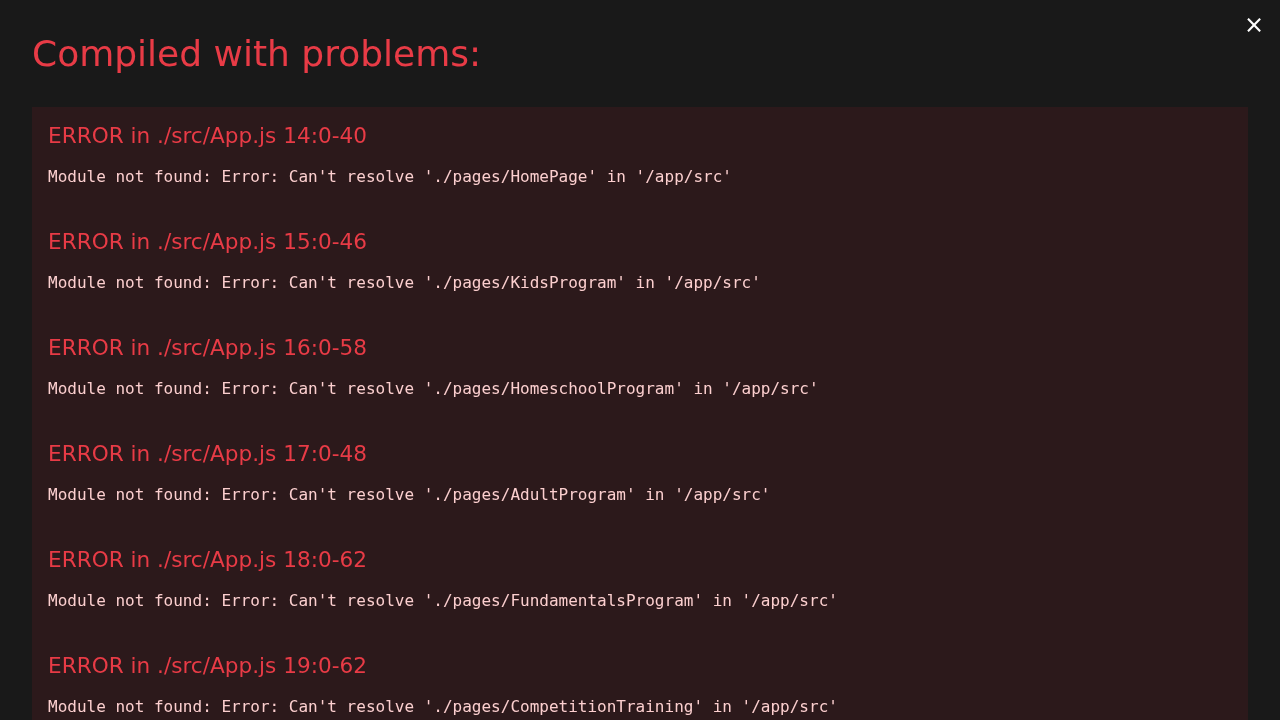 ×
Compiled with problems:
ERROR in ./src/App.js 14:0-40
Module not found: Error: Can't resolve './pages/HomePage' in '/app/src'
ERROR in ./src/App.js 15:0-46
Module not found: Error: Can't resolve './pages/KidsProgram' in '/app/src'
ERROR in ./src/App.js 16:0-58
Module not found: Error: Can't resolve './pages/HomeschoolProgram' in '/app/src'
ERROR in ./src/App.js 17:0-48
Module not found: Error: Can't resolve './pages/AdultProgram' in '/app/src'
ERROR in ./src/App.js 18:0-62
Module not found: Error: Can't resolve './pages/FundamentalsProgram' in '/app/src'
ERROR in ./src/App.js 19:0-62
Module not found: Error: Can't resolve './pages/CompetitionTraining' in '/app/src'